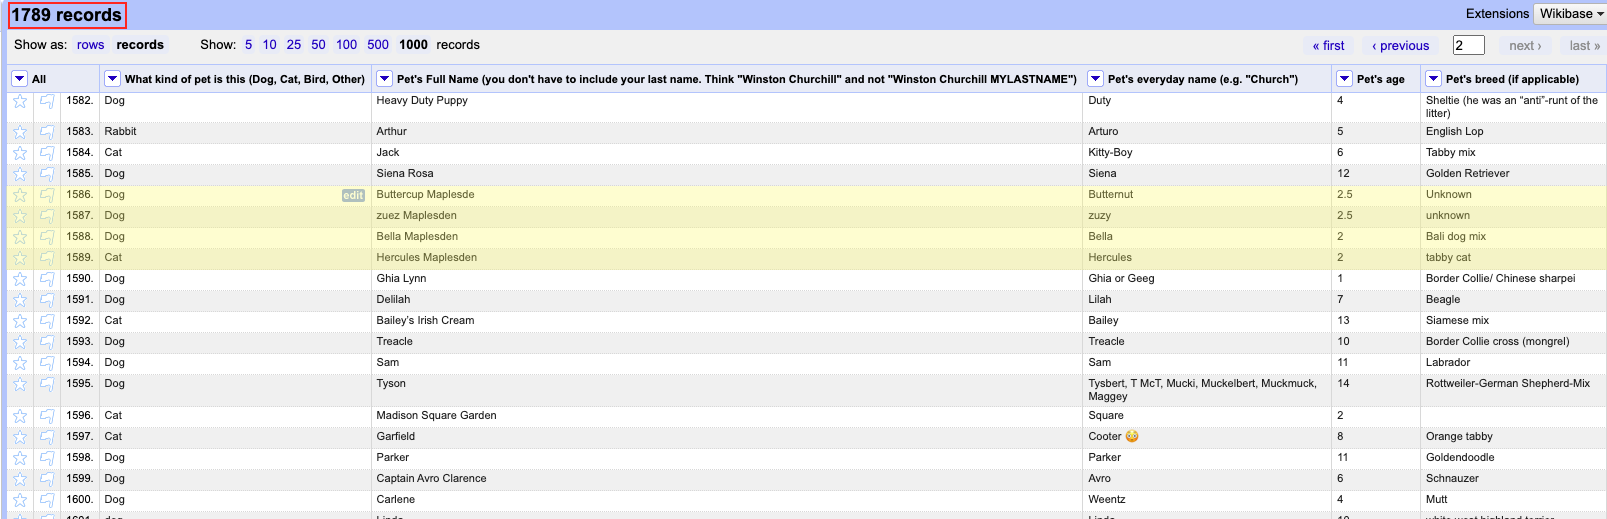 1789 records
Extensions Wikibase
Show as: rows records Show: 5 10 25 50 100 500 1000 records « first ‹ previous 2 next › last »
All What kind of pet is this (Dog, Cat, Bird, Other) Pet's Full Name (you don't have to include your last name. Think "Winston Churchill" and not "Winston Churchill MYLASTNAME") Pet's everyday name (e.g. "Church") Pet's age Pet's breed (if applicable)
1582. Dog Heavy Duty Puppy Duty 4 Sheltie (he was an “anti”-runt of the
litter)
1583. Rabbit Arthur Arturo 5 English Lop
1584. Cat Jack Kitty-Boy 6 Tabby mix
1585. Dog Siena Rosa Siena 12 Golden Retriever
1586. Dog edit Buttercup Maplesde Butternut 2.5 Unknown
1587. Dog zuez Maplesden zuzy 2.5 unknown
1588. Dog Bella Maplesden Bella 2 Bali dog mix
1589. Cat Hercules Maplesden Hercules 2 tabby cat
1590. Dog Ghia Lynn Ghia or Geeg 1 Border Collie/ Chinese sharpei
1591. Dog Delilah Lilah 7 Beagle
1592. Cat Bailey’s Irish Cream Bailey 13 Siamese mix
1593. Dog Treacle Treacle 10 Border Collie cross (mongrel)
1594. Dog Sam Sam 11 Labrador
1595. Dog Tyson Tysbert, T McT, Mucki, Muckelbert, Muckmuck, 14 Rottweiler-German Shepherd-Mix
Maggey
1596. Cat Madison Square Garden Square 2
1597. Cat Garfield Cooter 😳 8 Orange tabby
1598. Dog Parker Parker 11 Goldendoodle
1599. Dog Captain Avro Clarence Avro 6 Schnauzer
1600. Dog Carlene Weentz 4 Mutt